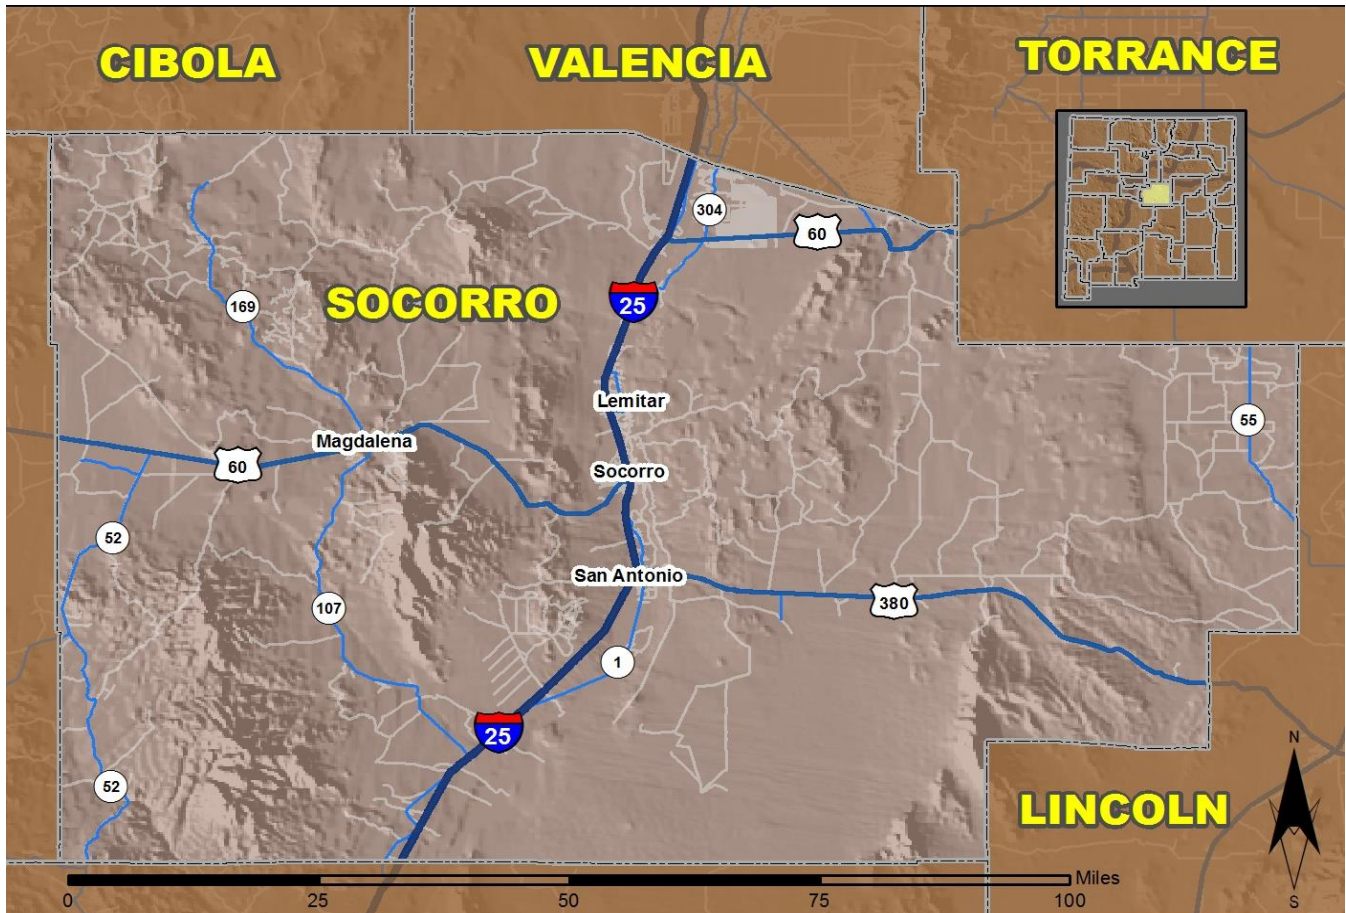 CIBOLA
VALENCIA
TORRANCE
304
60
169
SOCORRO
25
Lemitar
55
Magdalena
60
Socorro
52
San Antonio
380
107
1
25
52
N
LINCOLN
S
Miles
0
25
50
75
100